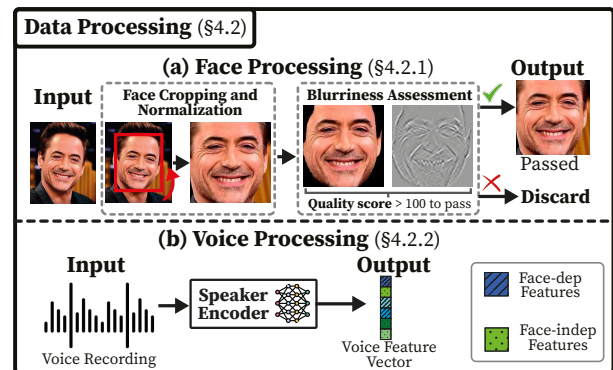 Data Processing (§4.2)
(a) Face Processing (§4.2.1)
Input
Face Cropping and
Normalization
Blurriness Assessment
Output
Passed
Quality score > 100 to pass
Discard
(b) Voice Processing (§4.2.2)
Input
Voice Recording
Speaker
Encoder
Output
Voice Feature
Vector
Face-dep
Features
Face-indep
Features